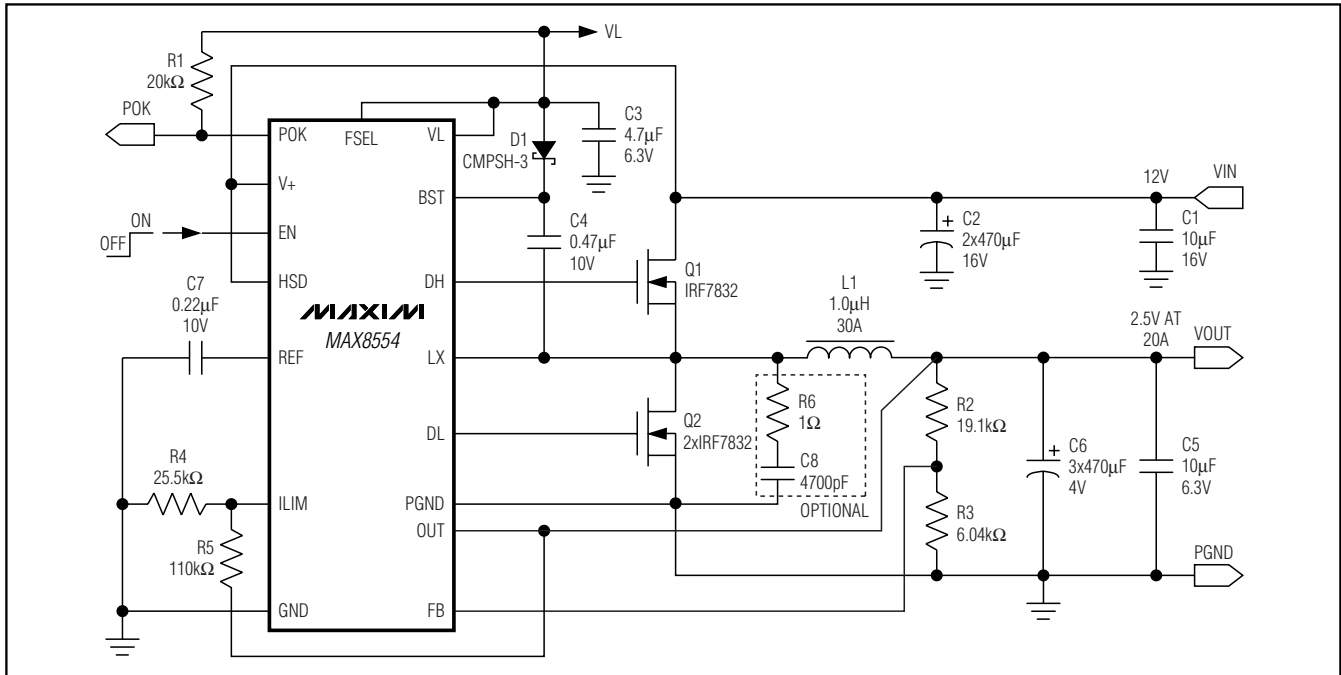 VL
R1
20kΩ
POK
POK
FSEL
VL
D1
CMPSH-3
C3
4.7μF
6.3V
V+
BST
12V
VIN
ON
OFF
EN
C4
0.47μF
10V
C2
2x470μF
16V
C1
10μF
16V
HSD
DH
Q1
IRF7832
C7
0.22μF
10V
MAXIM
MAX8554
L1
1.0μH
30A
2.5V AT
20A
VOUT
REF
LX
R6
1Ω
R2
19.1kΩ
DL
Q2
2xIRF7832
C8
4700pF
OPTIONAL
+
C6
3x470μF
4V
C5
10μF
6.3V
R4
25.5kΩ
ILIM
PGND
OUT
R3
6.04kΩ
R5
110kΩ
PGND
GND
FB